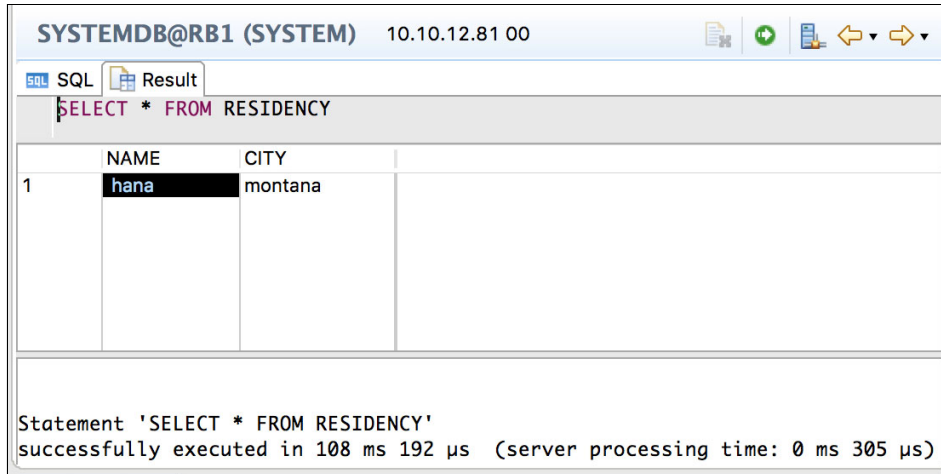 SYSTEMDB@RB1 (SYSTEM) 10.10.12.81 00
SQL SQL Result
SELECT * FROM RESIDENCY
NAME CITY
1 hana montana
Statement 'SELECT * FROM RESIDENCY'
successfully executed in 108 ms 192 µs (server processing time: 0 ms 305 µs)